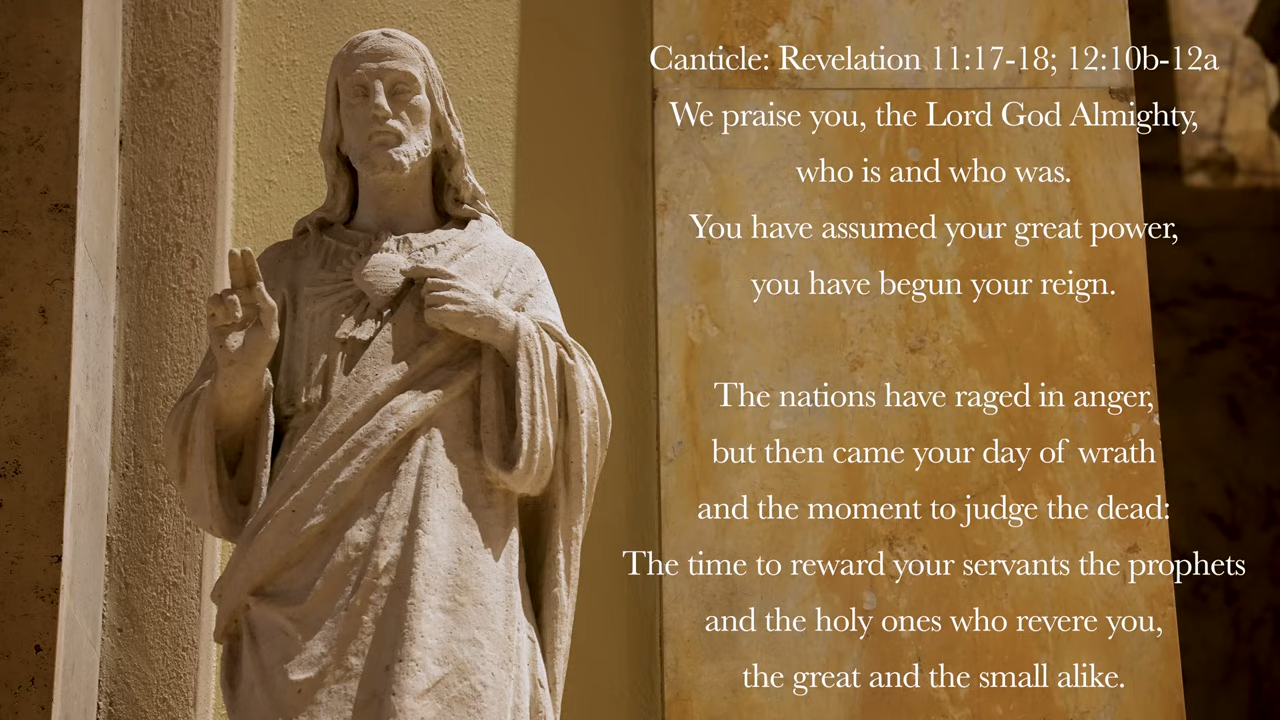 Canticle: Revelation 11:17-18; 12:10b-12a
We praise you, the Lord God Almighty,
who is and who was.
You have assumed your great power,
you have begun your reign.
The nations have raged in anger,
but then came your day of wrath
and the moment to judge the dead:
The time to reward your servants the prophets
and the holy ones who revere you,
the great and the small alike.